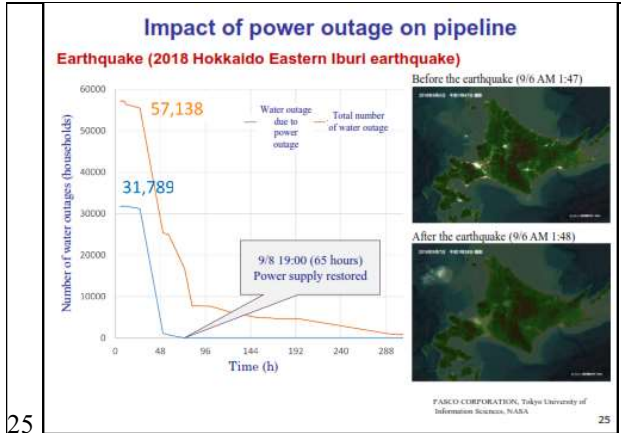 Impact of power outage on pipeline
Earthquake (2018 Hokkaido Eastern Iburi earthquake)
Number of water outages (households)
60000
50000
40000
30000
20000
10000
0
57,138
31,789
Water outage
due to
power
outage
Total number
of water outage
9/8 19:00 (65 hours)
Power supply restored
0 48 96 144 192 240 288
Time (h)
Before the earthquake (9/6 AM 1:47)
After the earthquake (9/6 AM 1:48)
PASCO CORPORATION, Tokyo University of
Information Sciences, NASA
25
25